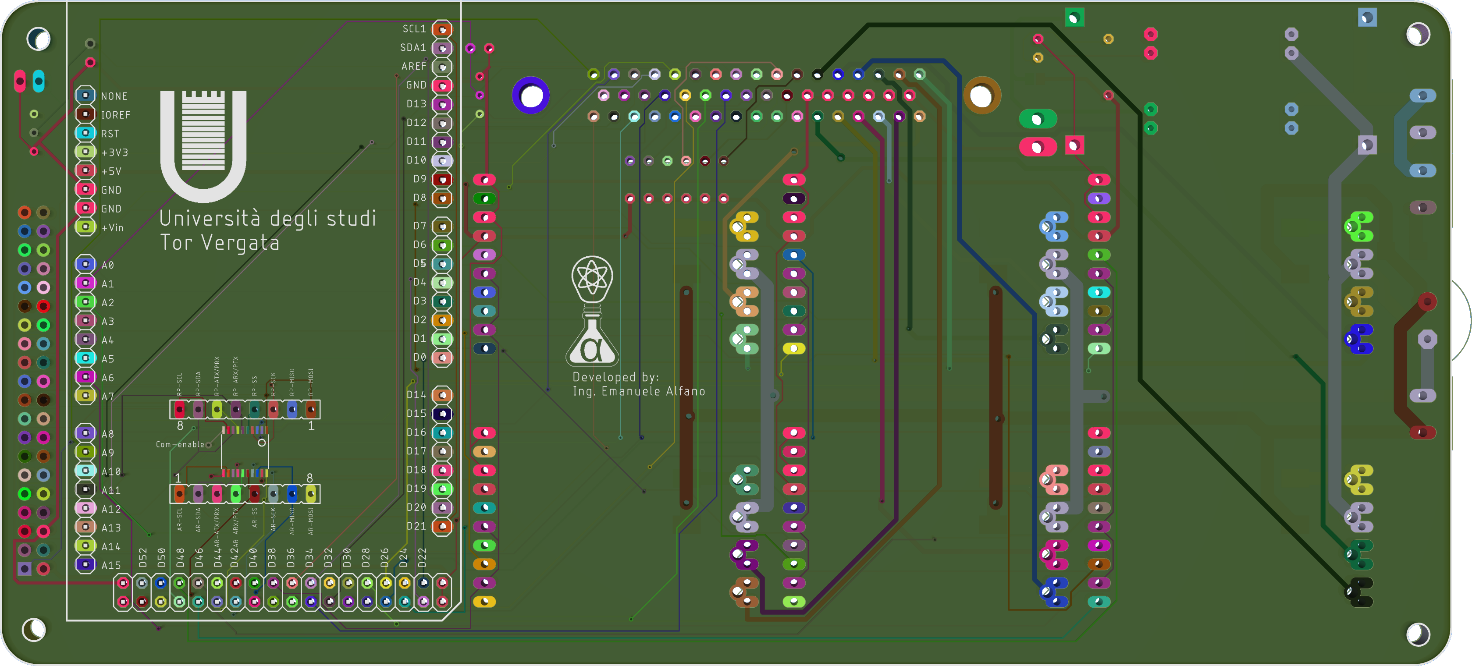 SCL1
SDA1
AREF
GND
D13
D12
D11
D10
D9
D8
D7
D6
D5
D4
D3
D2
D1
D0
D14
D15
D16
D17
D18
D19
D20
D21
NONE
IOREF
RST
+3V3
+5V
GND
GND
+Vin
A0
A1
A2
A3
A4
A5
A6
A7
A8
A9
A10
A11
A12
A13
A14
A15
Università degli studi
Tor Vergata
α
Developed by:
Ing. Emanuele Alfano
8 1
Com-enable
1 8
D52 D50 D48 D46 D44 D42 D40 D38 D36 D34 D32 D30 D28 D26 D24 D22